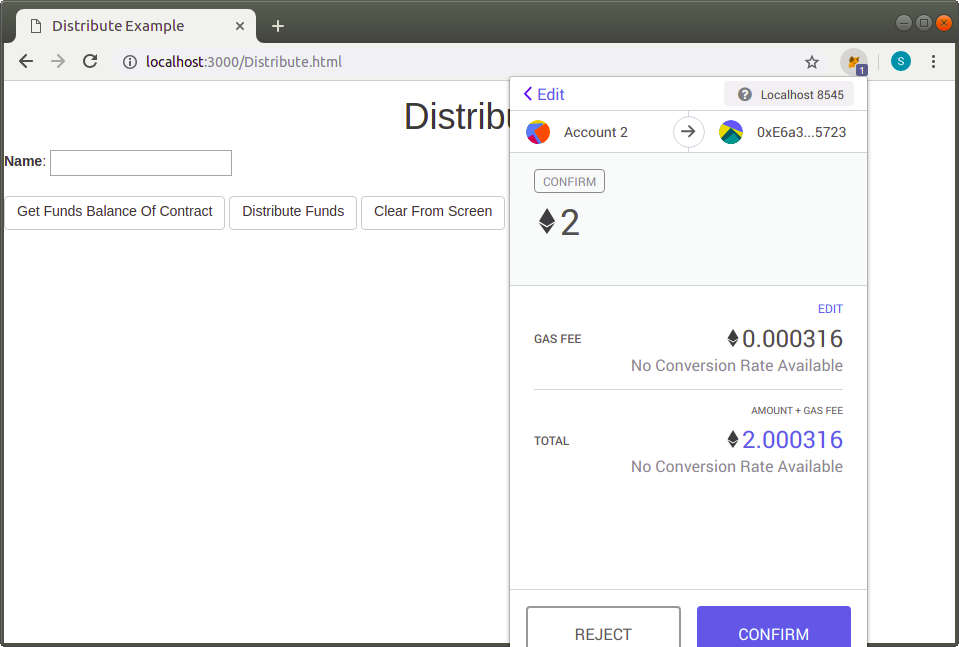 Distribute Example
localhost:3000/Distribute.html
1
S
Edit
? Localhost 8545
Distribu
Account 2
0xE6a3...5723
Name:
CONFIRM
2
Get Funds Balance Of Contract
Distribute Funds
Clear From Screen
EDIT
GAS FEE
0.000316
No Conversion Rate Available
AMOUNT + GAS FEE
TOTAL
2.000316
No Conversion Rate Available
REJECT
CONFIRM